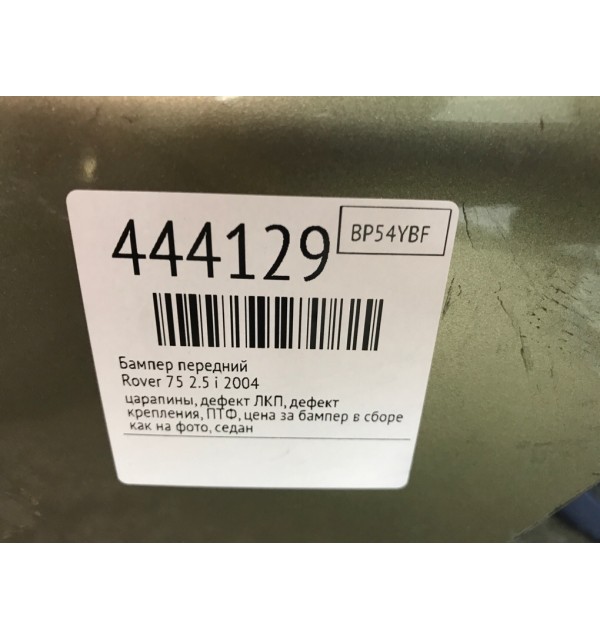 444129
BP54YBF
Бампер передний
Rover 75 2.5 i 2004
царапины, дефект ЛКП, дефект
крепления, ПТФ, цена за бампер в сборе
как на фото, седан